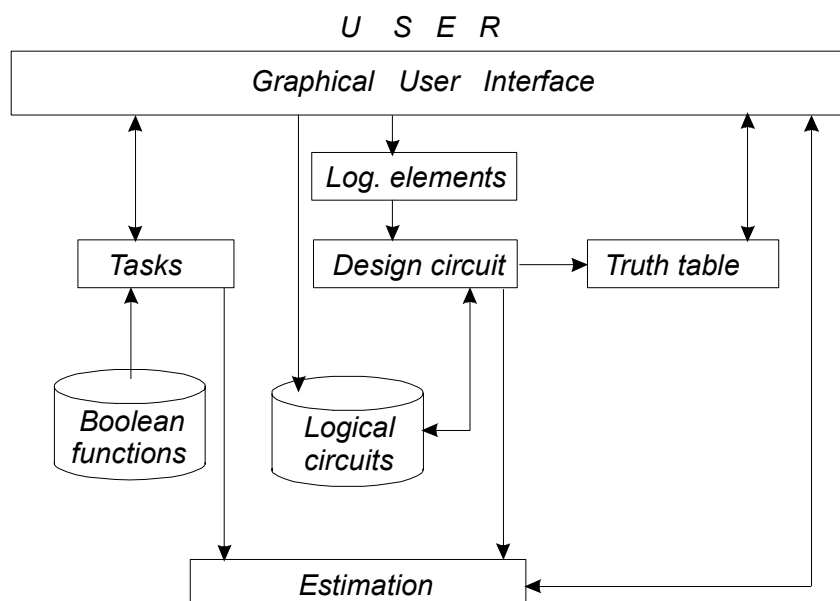 U S E R
Graphical User Interface
Log. elements
Tasks
Design circuit
Truth table
Boolean
functions
Logical
circuits
Estimation